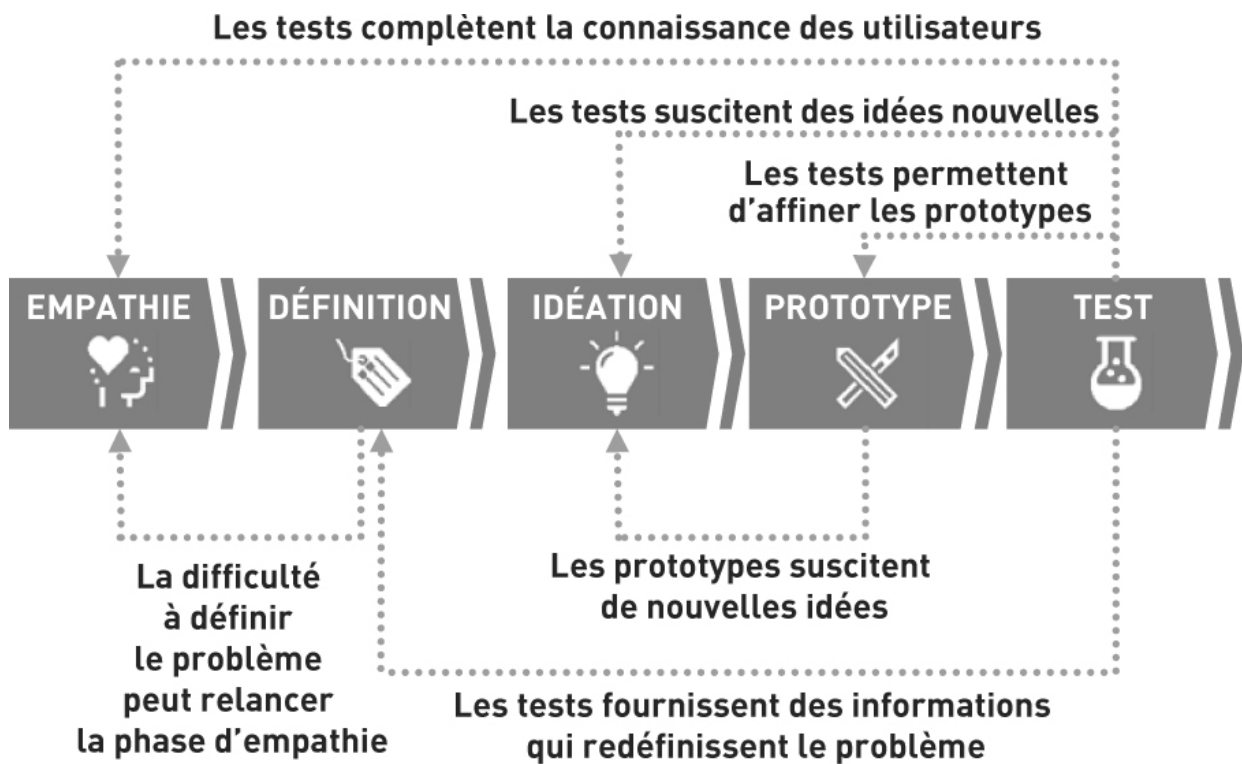 Les tests complètent la connaissance des utilisateurs
Les tests suscitent des idées nouvelles
Les tests permettent
d’affiner les prototypes
EMPATHIE
DÉFINITION
IDÉATION
PROTOTYPE
TEST
La difficulté
à définir
le problème
peut relancer
la phase d’empathie
Les prototypes suscitent
de nouvelles idées
Les tests fournissent des informations
qui redéfinissent le problème